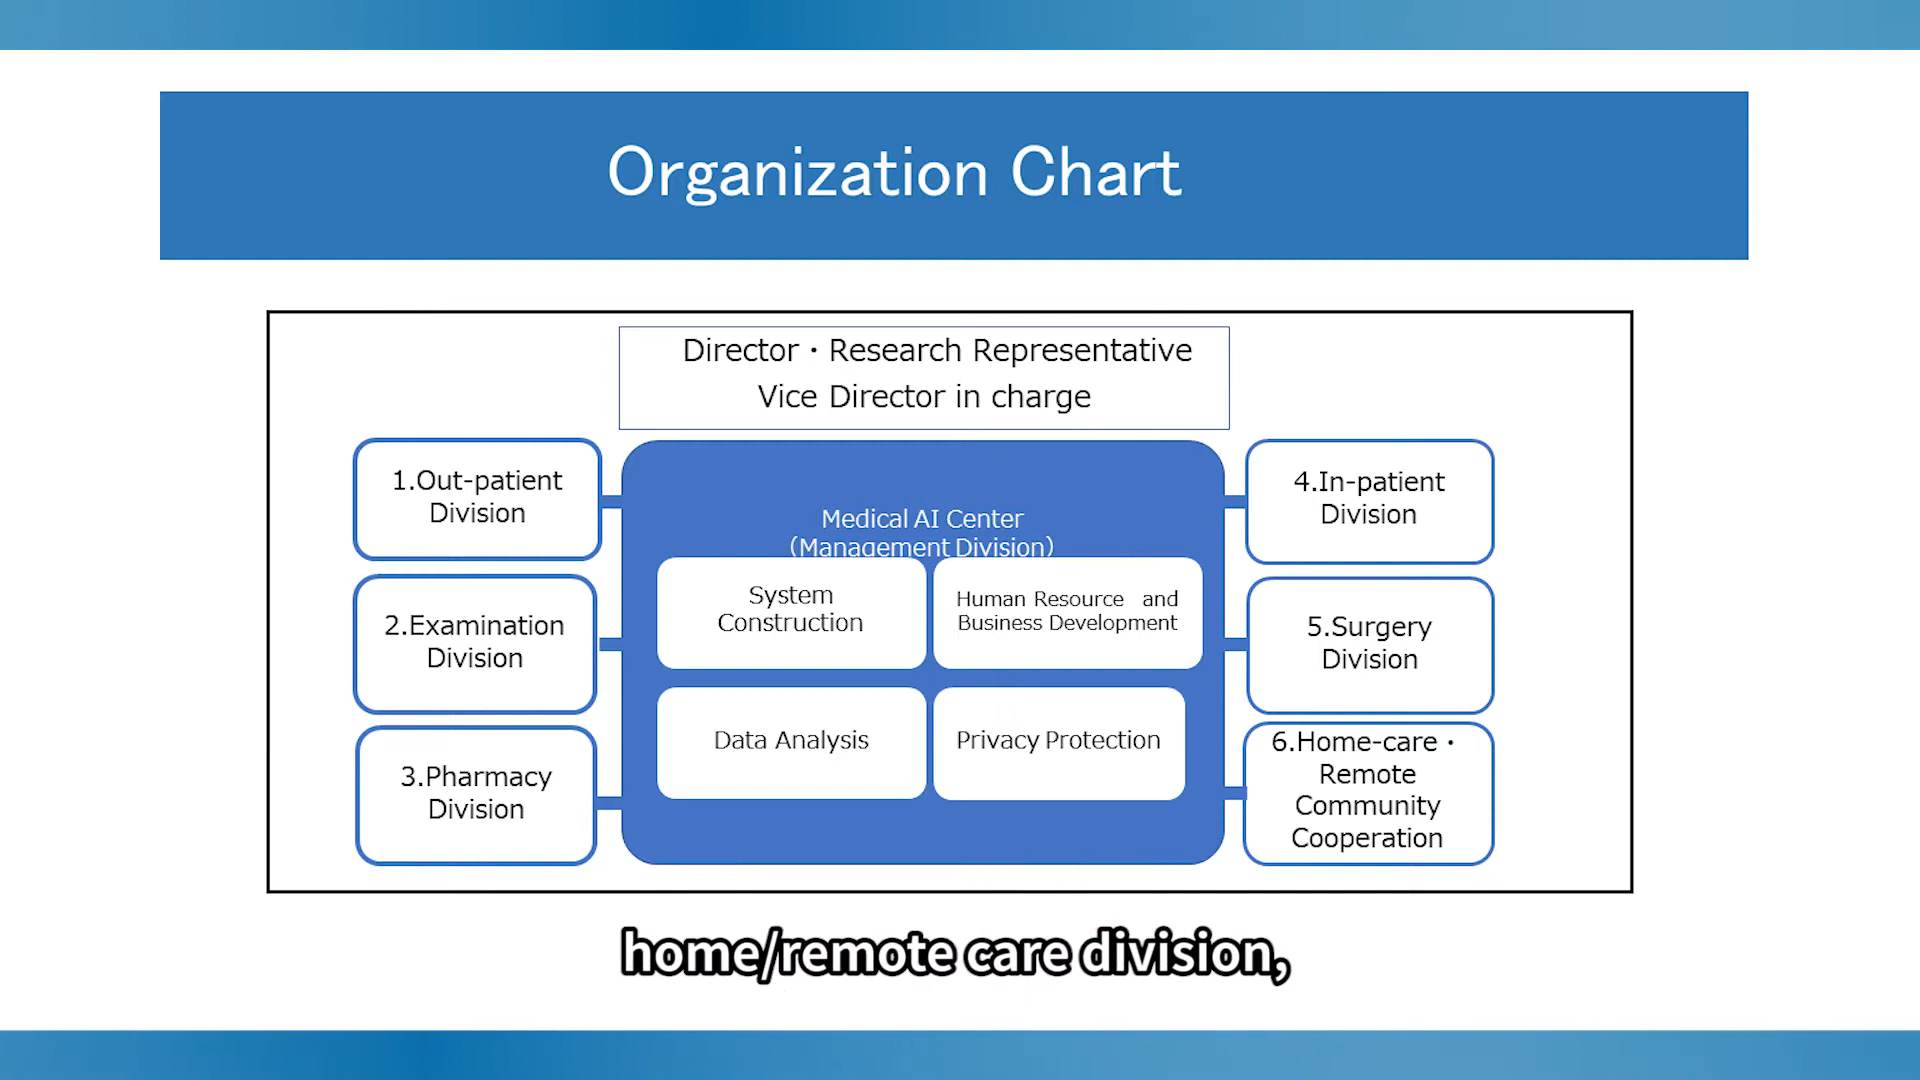 Organization Chart
Director・Research Representative
Vice Director in charge
1.Out-patient
Division
2.Examination
Division
3.Pharmacy
Division
Medical AI Center
（Management Division）
System
Construction
Human Resource and
Business Development
Data Analysis
Privacy Protection
4.In-patient
Division
5.Surgery
Division
6.Home-care・
Remote
Community
Cooperation
home/remote care division,